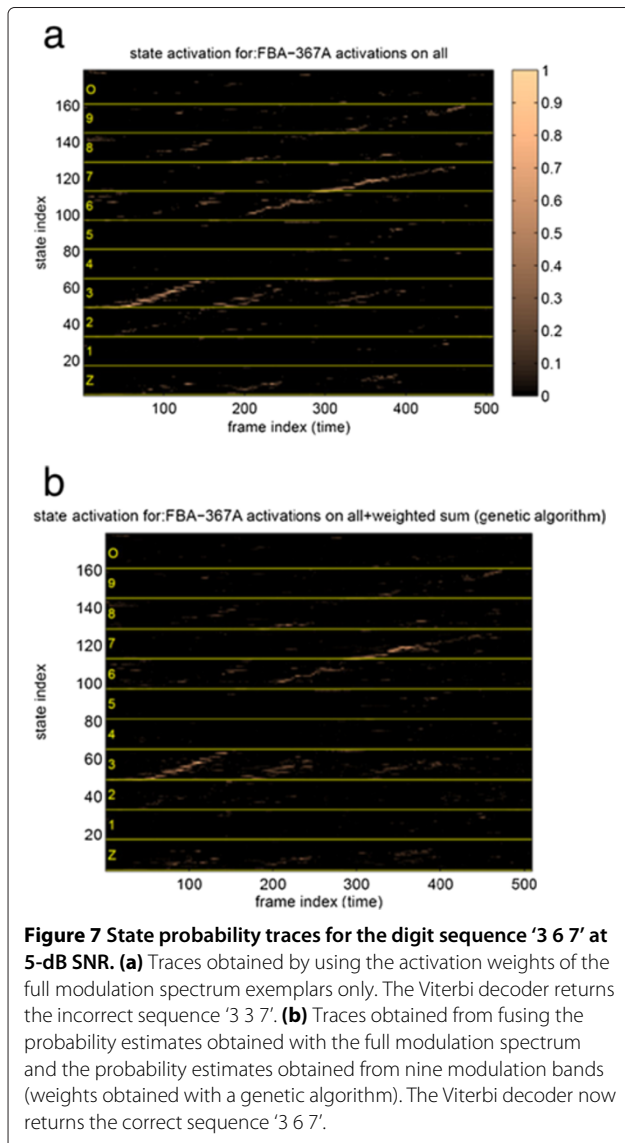 a
state activation for:FBA−367A activations on all
O
9
8
7
6
5
4
3
2
1
Z
160
140
120
100
80
60
40
20
state index
100 200 300 400 500
frame index (time)
1
0.9
0.8
0.7
0.6
0.5
0.4
0.3
0.2
0.1
0
b
state activation for:FBA−367A activations on all+weighted sum (genetic algorithm)
O
9
8
7
6
5
4
3
2
1
Z
160
140
120
100
80
60
40
20
state index
100 200 300 400 500
frame index (time)
Figure 7 State probability traces for the digit sequence ‘3 6 7’ at
5-dB SNR. (a) Traces obtained by using the activation weights of the
full modulation spectrum exemplars only. The Viterbi decoder returns
the incorrect sequence ‘3 3 7’. (b) Traces obtained from fusing the
probability estimates obtained with the full modulation spectrum
and the probability estimates obtained from nine modulation bands
(weights obtained with a genetic algorithm). The Viterbi decoder now
returns the correct sequence ‘3 6 7’.